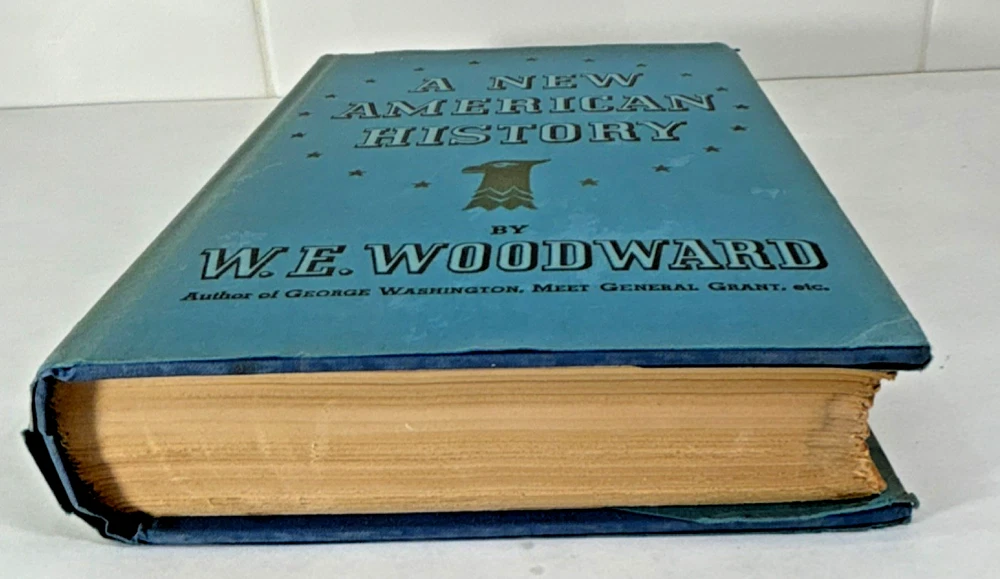 A NEW
AMERICAN
HISTORY
BY
W. E. WOODWARD
Author of GEORGE WASHINGTON, MEET GENERAL GRANT, etc.